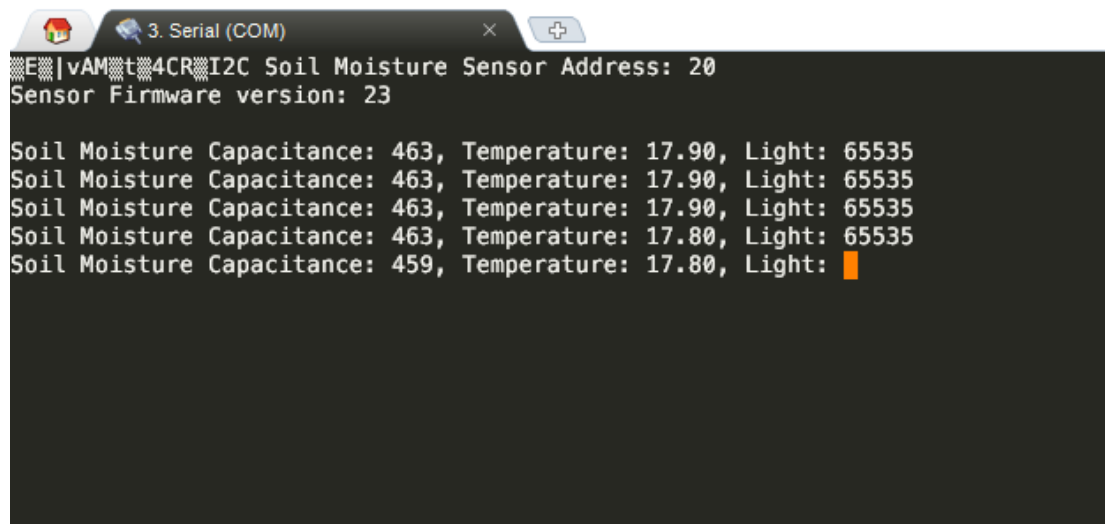 3. Serial (COM)
▒E▒|vAM▒t▒4CR▒I2C Soil Moisture Sensor Address: 20
Sensor Firmware version: 23
Soil Moisture Capacitance: 463, Temperature: 17.90, Light: 65535
Soil Moisture Capacitance: 463, Temperature: 17.90, Light: 65535
Soil Moisture Capacitance: 463, Temperature: 17.90, Light: 65535
Soil Moisture Capacitance: 463, Temperature: 17.80, Light: 65535
Soil Moisture Capacitance: 459, Temperature: 17.80, Light: